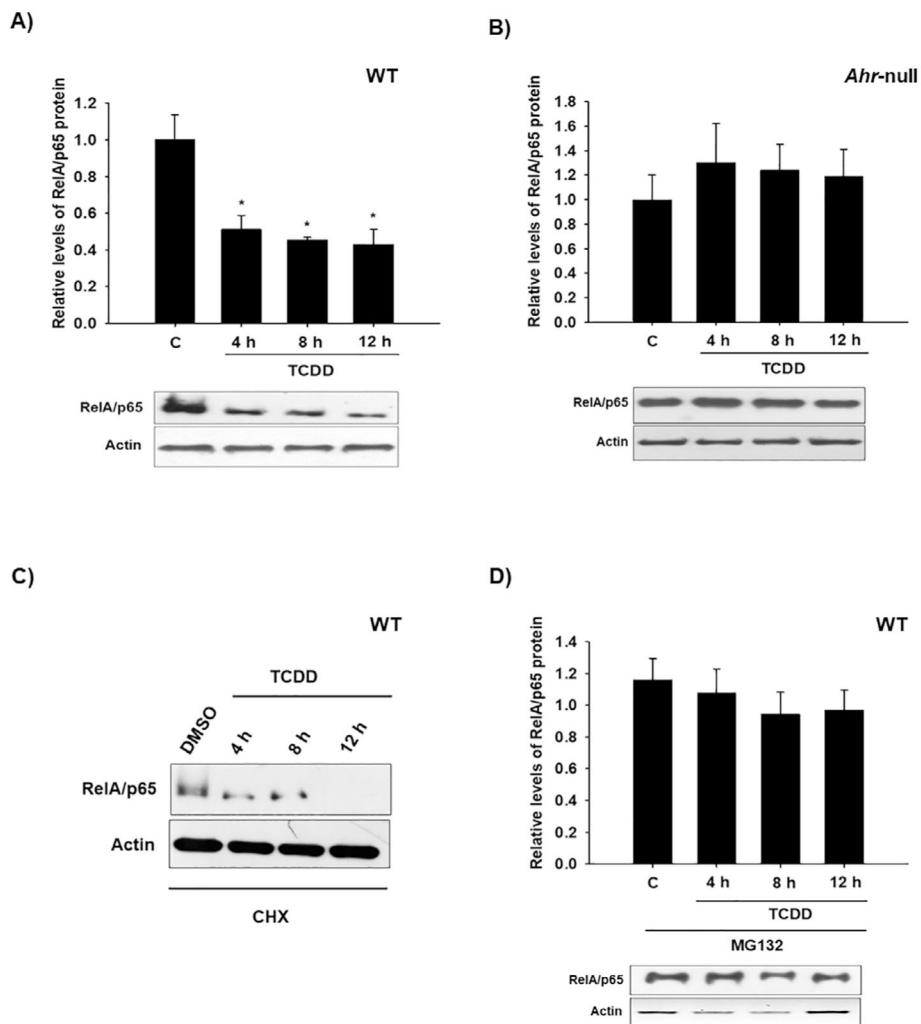 A)
WT
Relative levels of RelA/p65 protein
1.2
1.0
0.8
0.6
0.4
0.2
0.0
* * *
C 4 h 8 h 12 h
TCDD
RelA/p65
Actin
B)
Ahr-null
Relative levels of RelA/p65 protein
1.8
1.6
1.4
1.2
1.0
0.8
0.6
0.4
0.2
0.0
C 4 h 8 h 12 h
TCDD
RelA/p65
Actin
C)
WT
TCDD
DMSO 4 h 8 h 12 h
RelA/p65
Actin
CHX
D)
WT
Relative levels of RelA/p65 protein
1.4
1.2
1.0
0.8
0.6
0.4
0.2
0.0
C 4 h 8 h 12 h
TCDD
MG132
RelA/p65
Actin